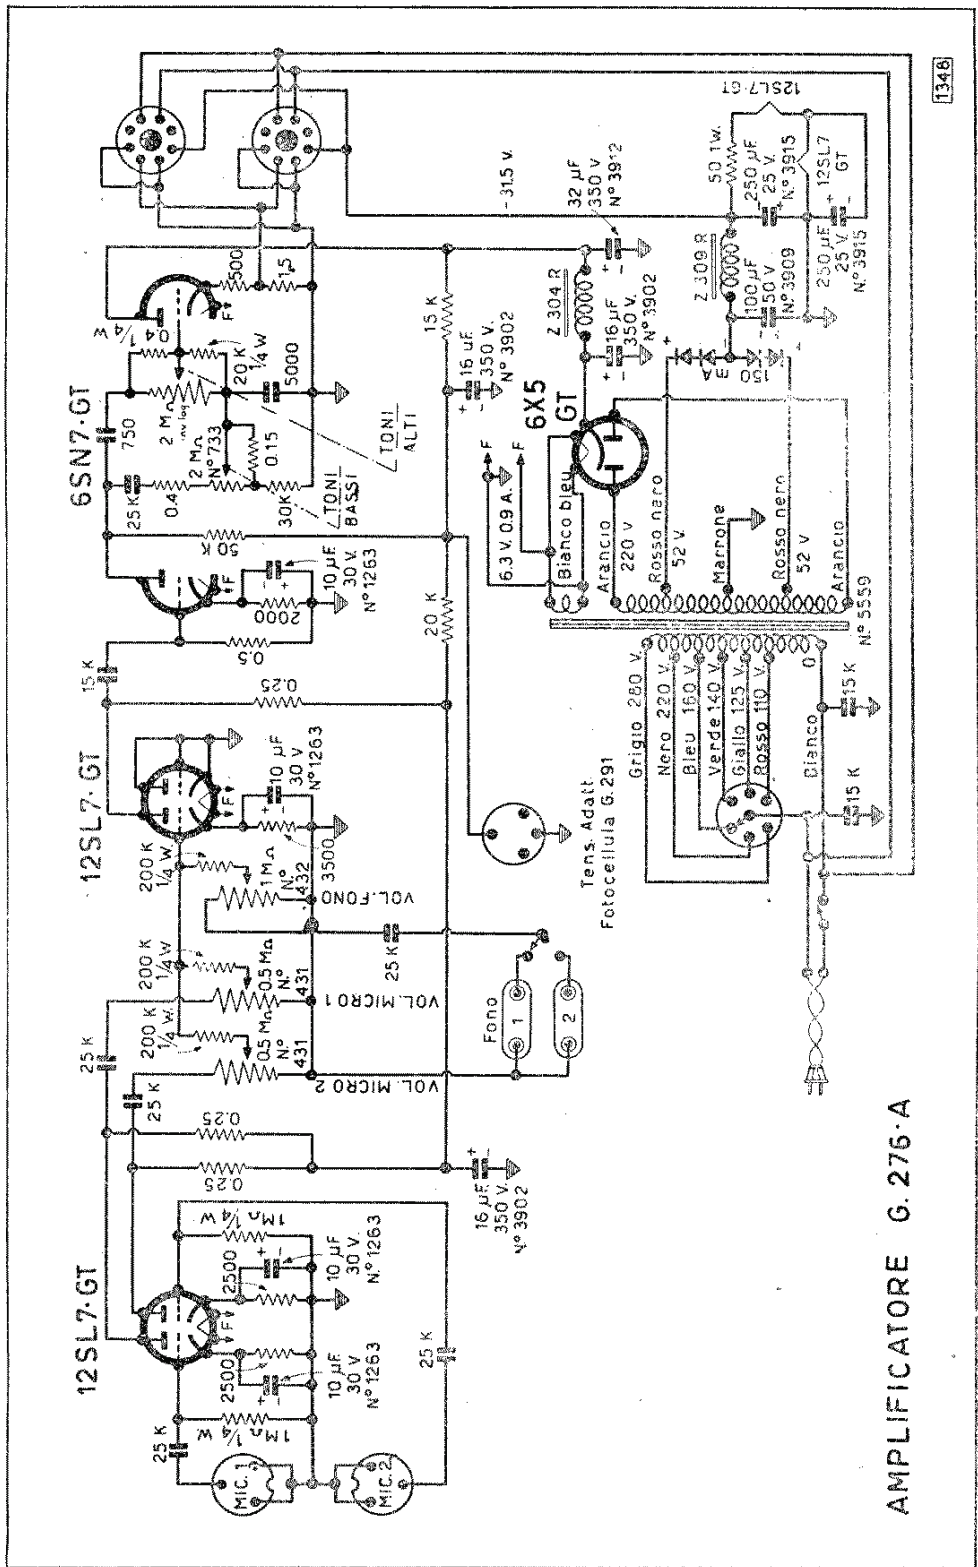 1348
12SL7·GT
25 K
MIC. 1
MIC. 2
1MΩ
1/4 W
2500
10 µF.
30 V
N° 1263
F
2500
10 µF
30 V.
N° 1263
1MΩ
1/4 W
25 K
0.25
0.25
25 K
25 K
16 µF.
350 V.
N° 3902
200 K
1/4 W.
0.5 MΩ
N°
431
VOL. MICRO 2
200 K
1/4 W.
0.5 MΩ
N°
431
VOL. MICRO 1
12SL7·GT
200 K
1/4 W.
1 MΩ
N°
432
VOL. FONO
F
3500
10 µF
30 V
N° 1263
25 K
Fono
1
2
15 K
0.25
0.5
2000
F
10 µF.
30 V.
N° 1263
20 K
Tens. Adatt.
Fotocellula G. 291
6SN7·GT
50 K
25 K
0.4
2 MΩ
N° 733
30K
TONI
BASSI
750
2 MΩ
inv log
0.15
TONI
ALTI
0.4
1/4 W
20 K
1/4 W
5000
F
500
1,5
15 K
16 µF.
350 V.
N° 3902
- 31.5 V.
32 µF
350 V
N° 3912
Z 304 R
16 µF
350 V.
N° 3902
6X5
GT
F
F
6.3 V. 0.9 A.
Bianco bleu
Arancio
220 V
Rosso nero
52 V.
Marrone
Rosso nero
52 V
Arancio
N° 5559
Grigio 280 V.
Nero 220 V.
Bleu 160 V.
Verde 140 V.
Giallo 125 V.
Rosso 110 V.
Bianco
0
15 K
15 K
150
Z 309 R
100 µF
50 V.
N° 3909
50 1W.
250 µF
25 V.
N° 3915
12SL7·GT
12SL7
GT
250 µF
25 V.
N° 3915
AMPLIFICATORE G. 276·A